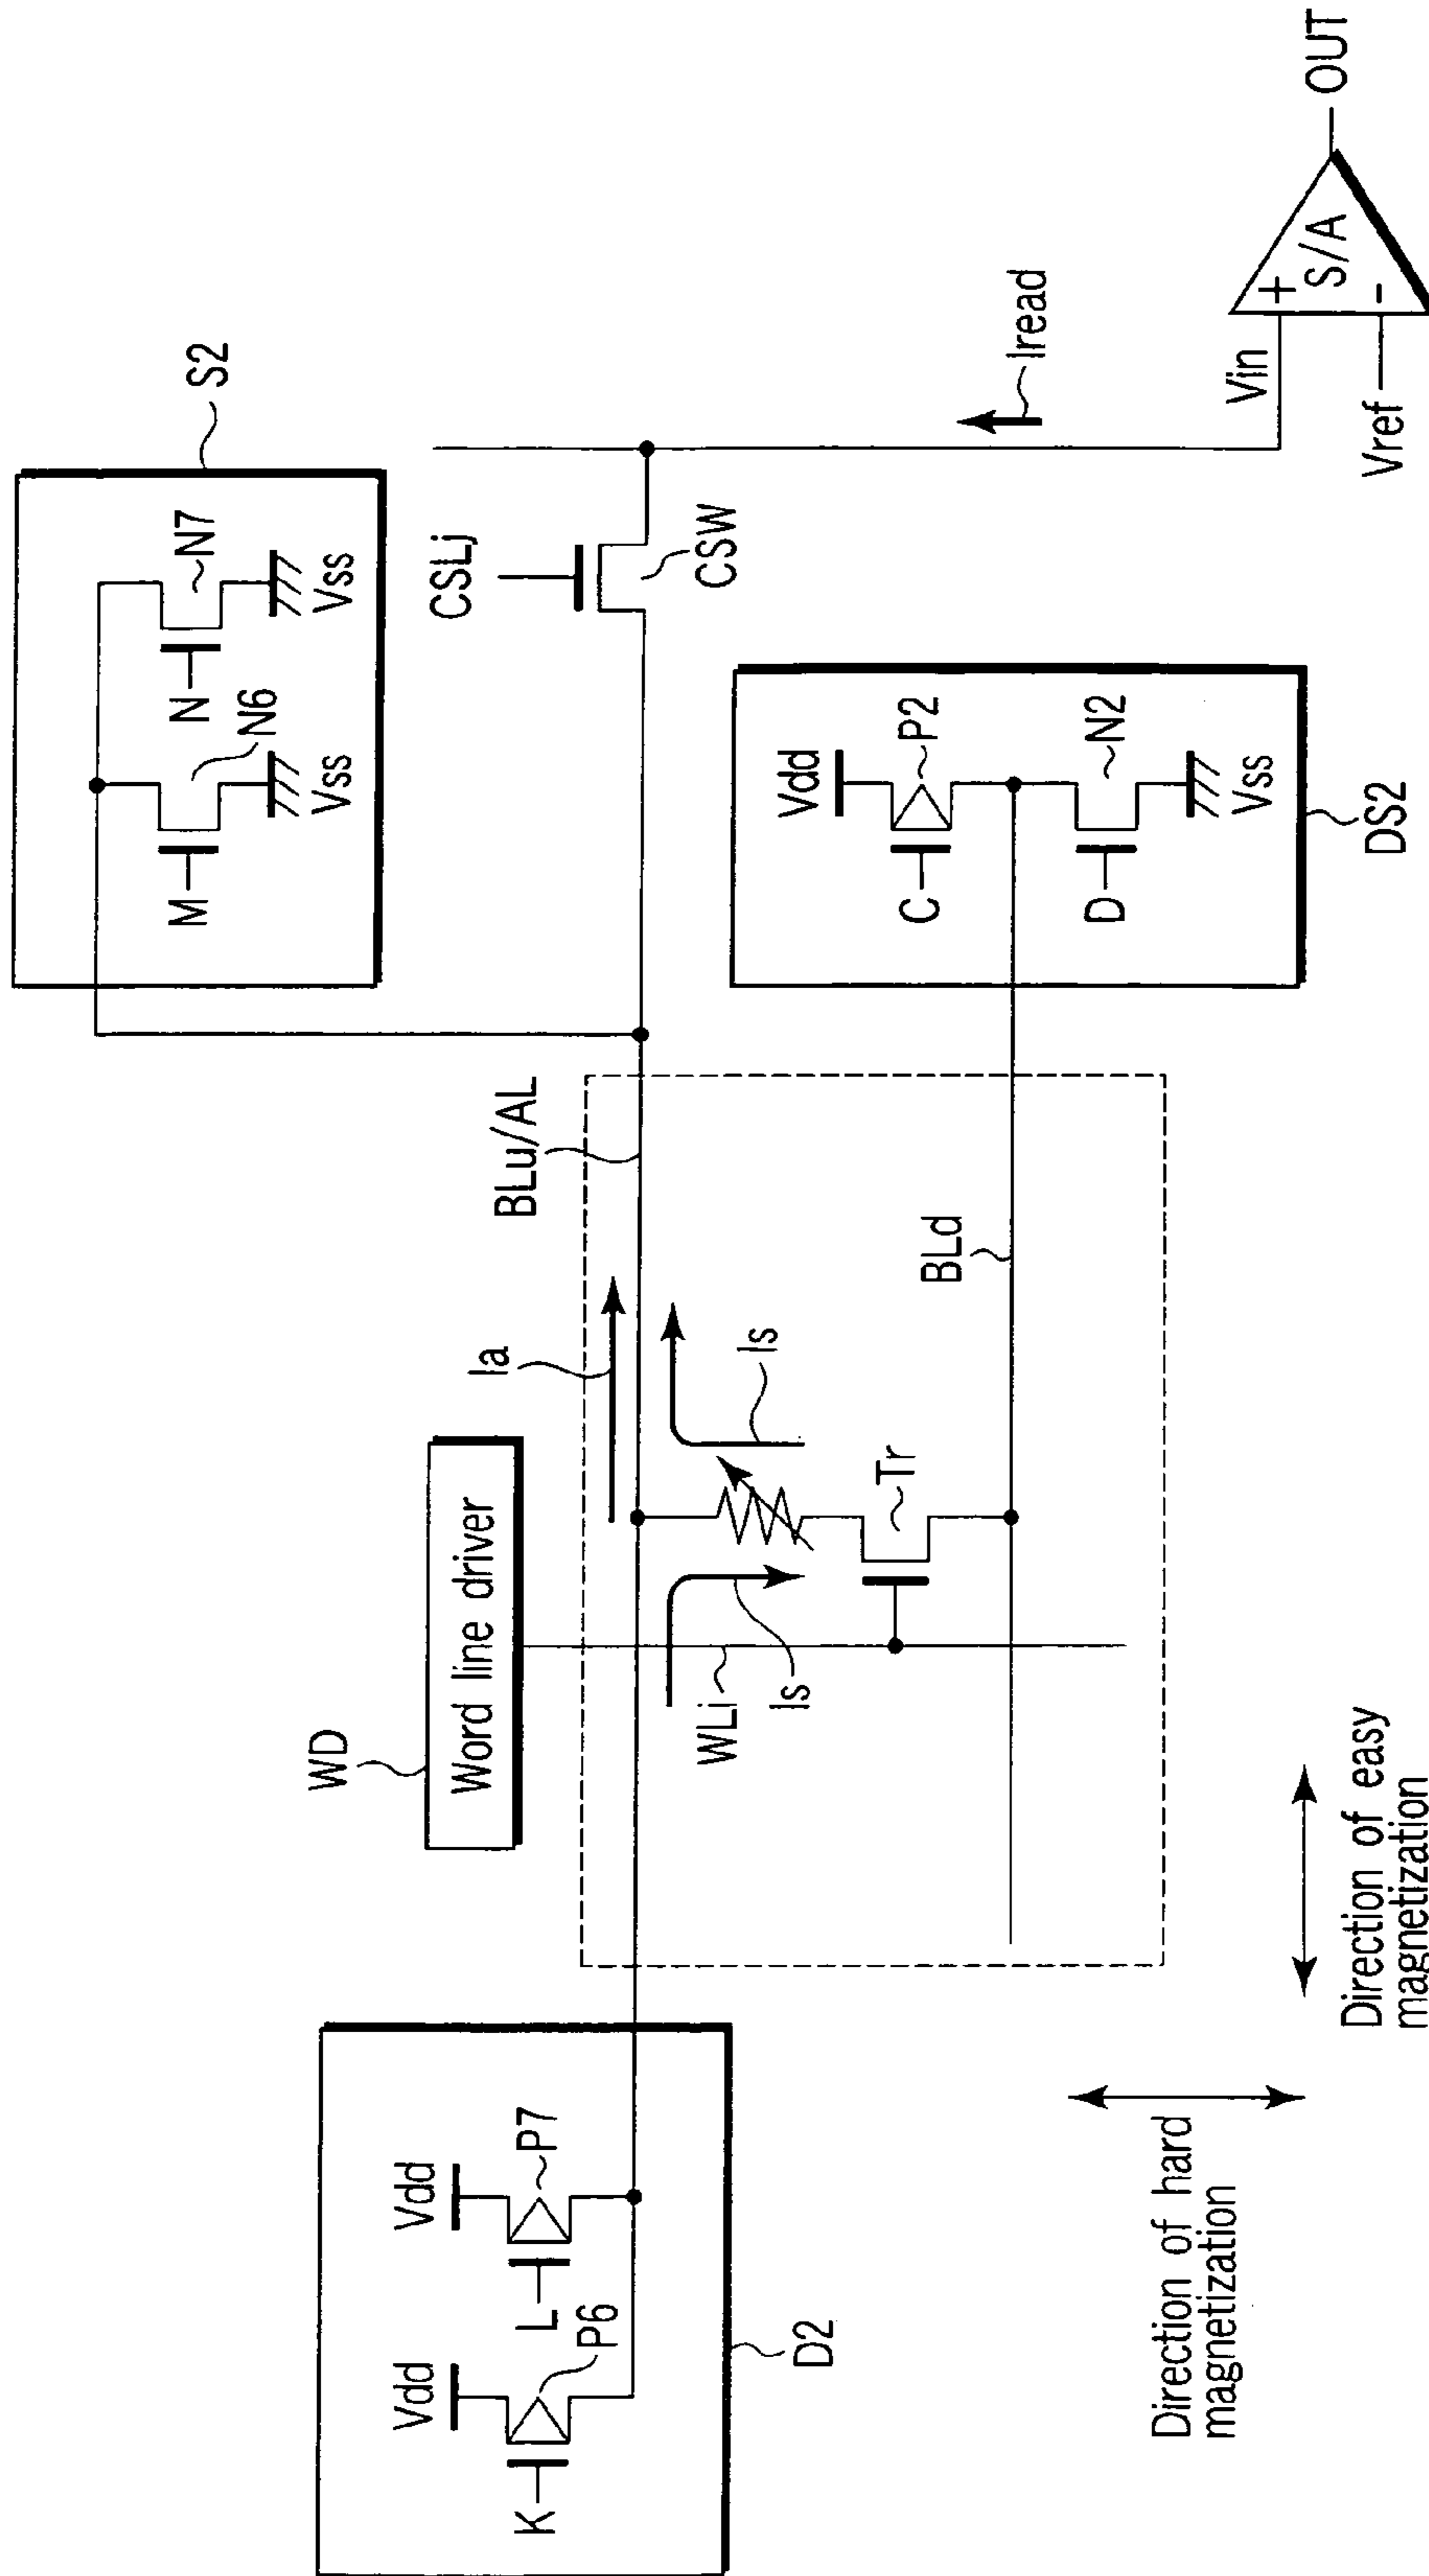 S2
N7
N
N6
M
Vss
Vss
CSLj
CSW
Iread
Vin
Vref
+
-
S/A
OUT
Vdd
P2
C
N2
D
Vss
DS2
BLu/AL
BLd
Ia
Is
Is
Tr
WLi
WD
Word line driver
Vdd
Vdd
P7
L
P6
K
D2
Direction of hard
magnetization
Direction of easy
magnetization